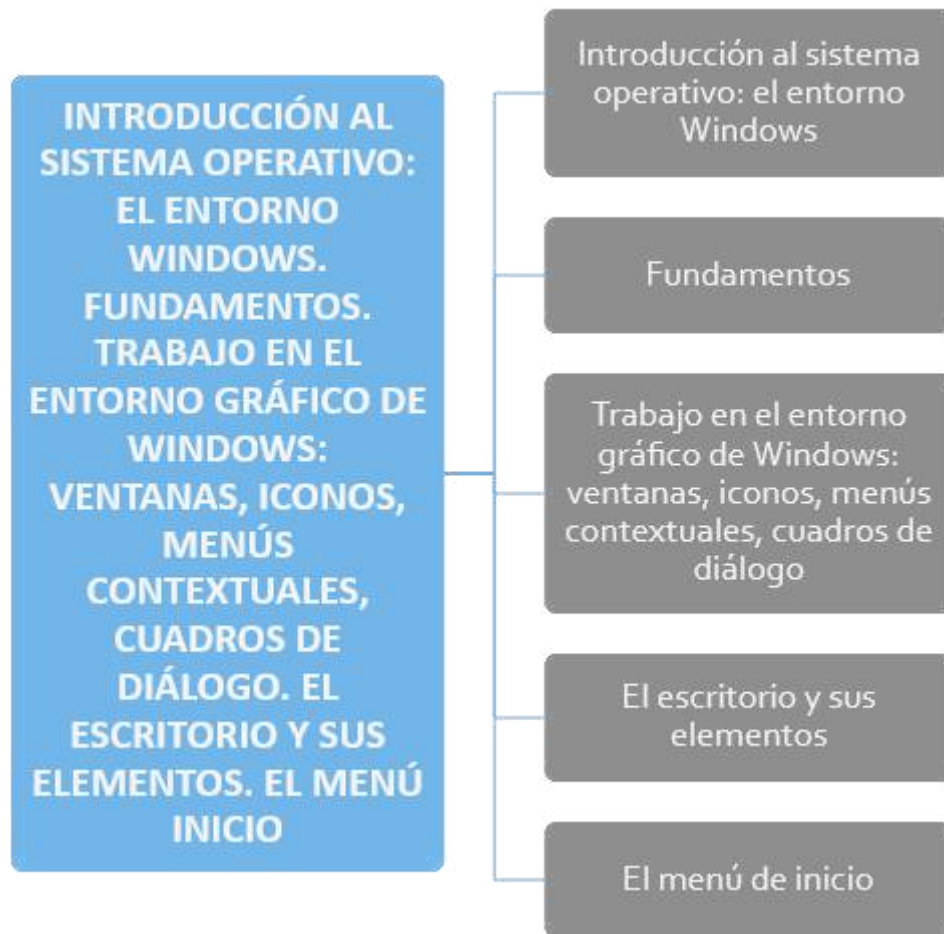 INTRODUCCIÓN AL
SISTEMA OPERATIVO:
EL ENTORNO
WINDOWS.
FUNDAMENTOS.
TRABAJO EN EL
ENTORNO GRÁFICO DE
WINDOWS:
VENTANAS, ICONOS,
MENÚS
CONTEXTUALES,
CUADROS DE
DIÁLOGO. EL
ESCRITORIO Y SUS
ELEMENTOS. EL MENÚ
INICIO
Introducción al sistema
operativo: el entorno
Windows
Fundamentos
Trabajo en el entorno
gráfico de Windows:
ventanas, iconos, menús
contextuales, cuadros de
diálogo
El escritorio y sus
elementos
El menú de inicio